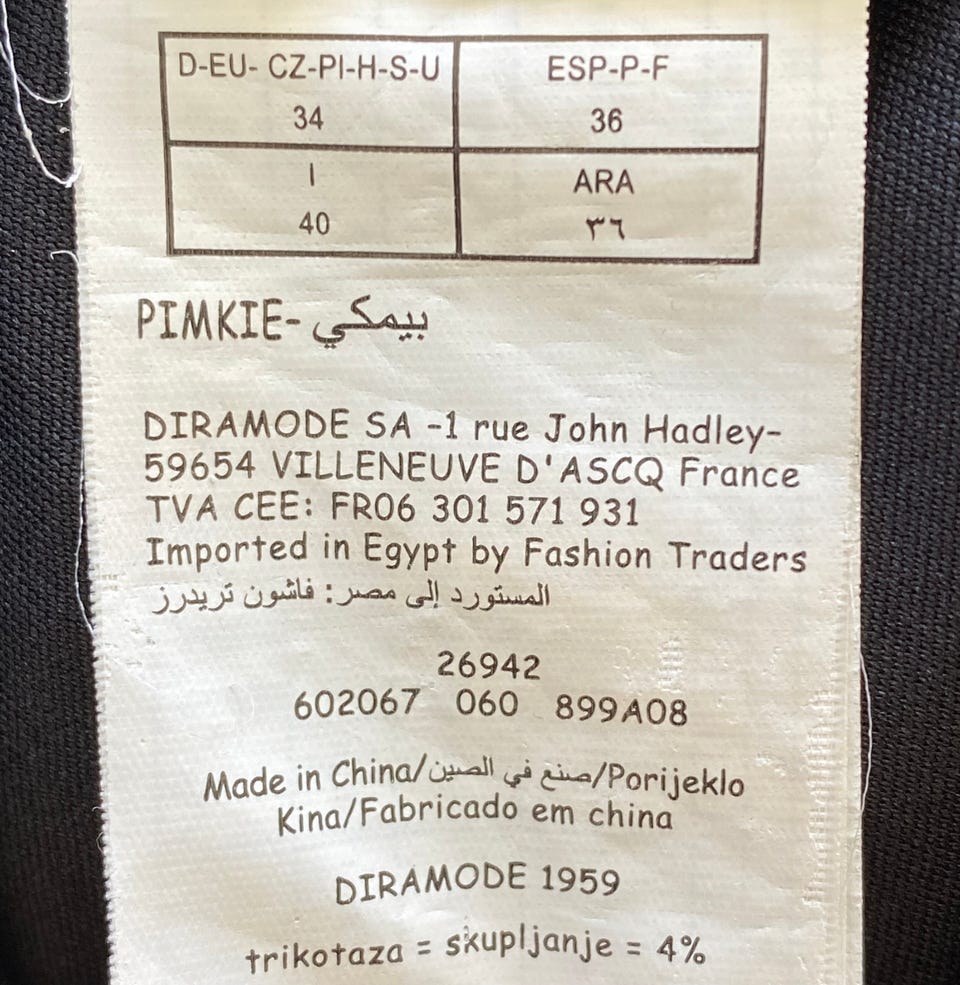 D-EU- CZ-PI-H-S-U ESP-P-F
34 36
I ARA
40 ٣٦
PIMKIE- بيمكي
DIRAMODE SA -1 rue John Hadley-
59654 VILLENEUVE D'ASCQ France
TVA CEE: FR06 301 571 931
Imported in Egypt by Fashion Traders
المستورد إلى مصر: فاشون تريدرز
26942
602067 060 899A08
Made in China/صنع في الصين/Porijeklo
Kina/Fabricado em china
DIRAMODE 1959
trikotaza = skupljanje = 4%